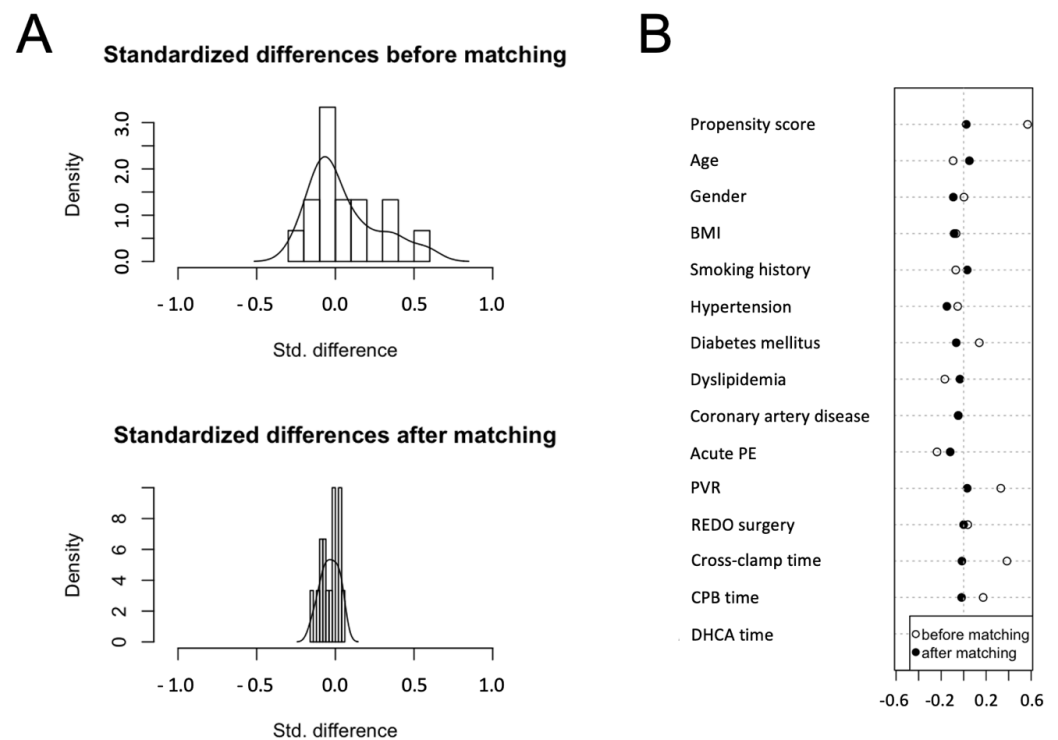 A
Standardized differences before matching
Density
0.0 1.0 2.0 3.0
- 1.0 - 0.5 0.0 0.5 1.0
Std. difference
Standardized differences after matching
Density
0 2 4 6 8
- 1.0 - 0.5 0.0 0.5 1.0
Std. difference
B
Propensity score
Age
Gender
BMI
Smoking history
Hypertension
Diabetes mellitus
Dyslipidemia
Coronary artery disease
Acute PE
PVR
REDO surgery
Cross-clamp time
CPB time
DHCA time
before matching
after matching
-0.6 -0.2 0.2 0.6